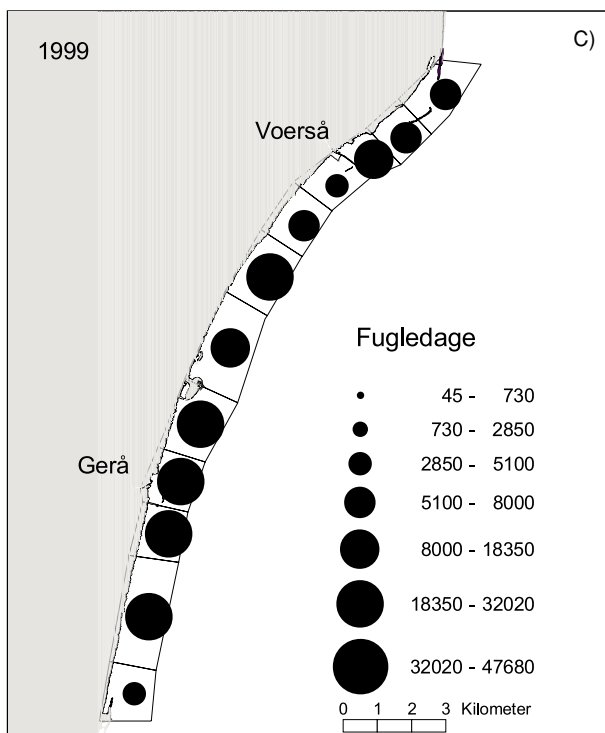 1999
C)
Voerså
Gerå
Fugledage
45 - 730
730 - 2850
2850 - 5100
5100 - 8000
8000 - 18350
18350 - 32020
32020 - 47680
0 1 2 3 Kilometer